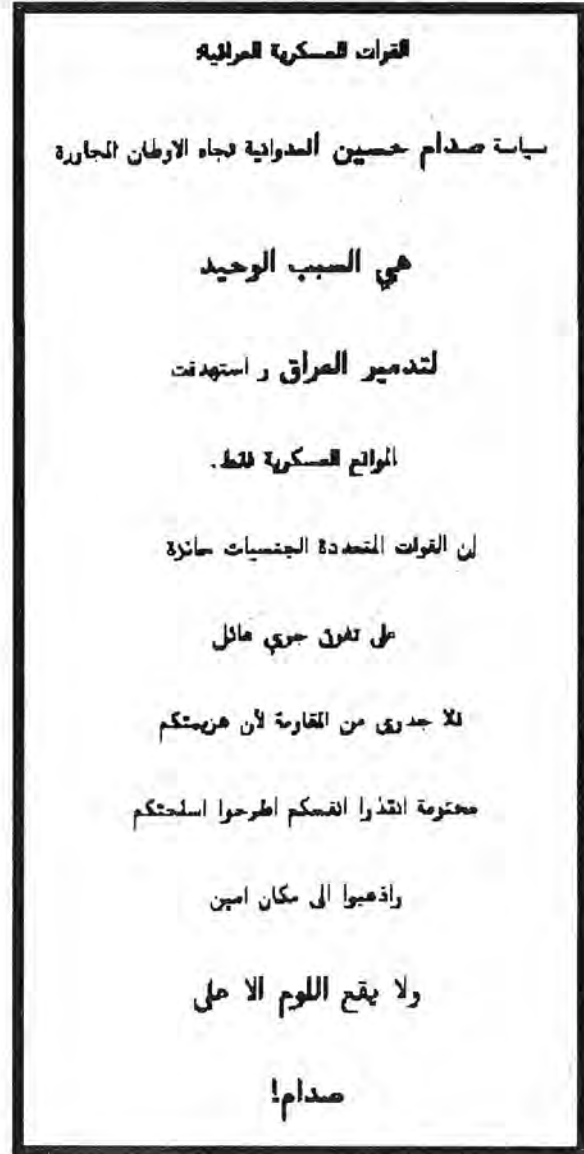 القوات العسكرية العراقية:
سياسة صدام حسين العدوانية تجاه الاوطان المجاورة
هي السبب الوحيد
لتدمير العراق و استهدفت
المواقع العسكرية فقط.
إن القوات المتعددة الجنسيات حائزة
على تفوق جوي هائل
فلا جدوى من المقاومة لأن هزيمتكم
محتومة انقذوا انفسكم اطرحوا اسلحتكم
واذهبوا الى مكان امين
ولا يقع اللوم الا على
صدام!